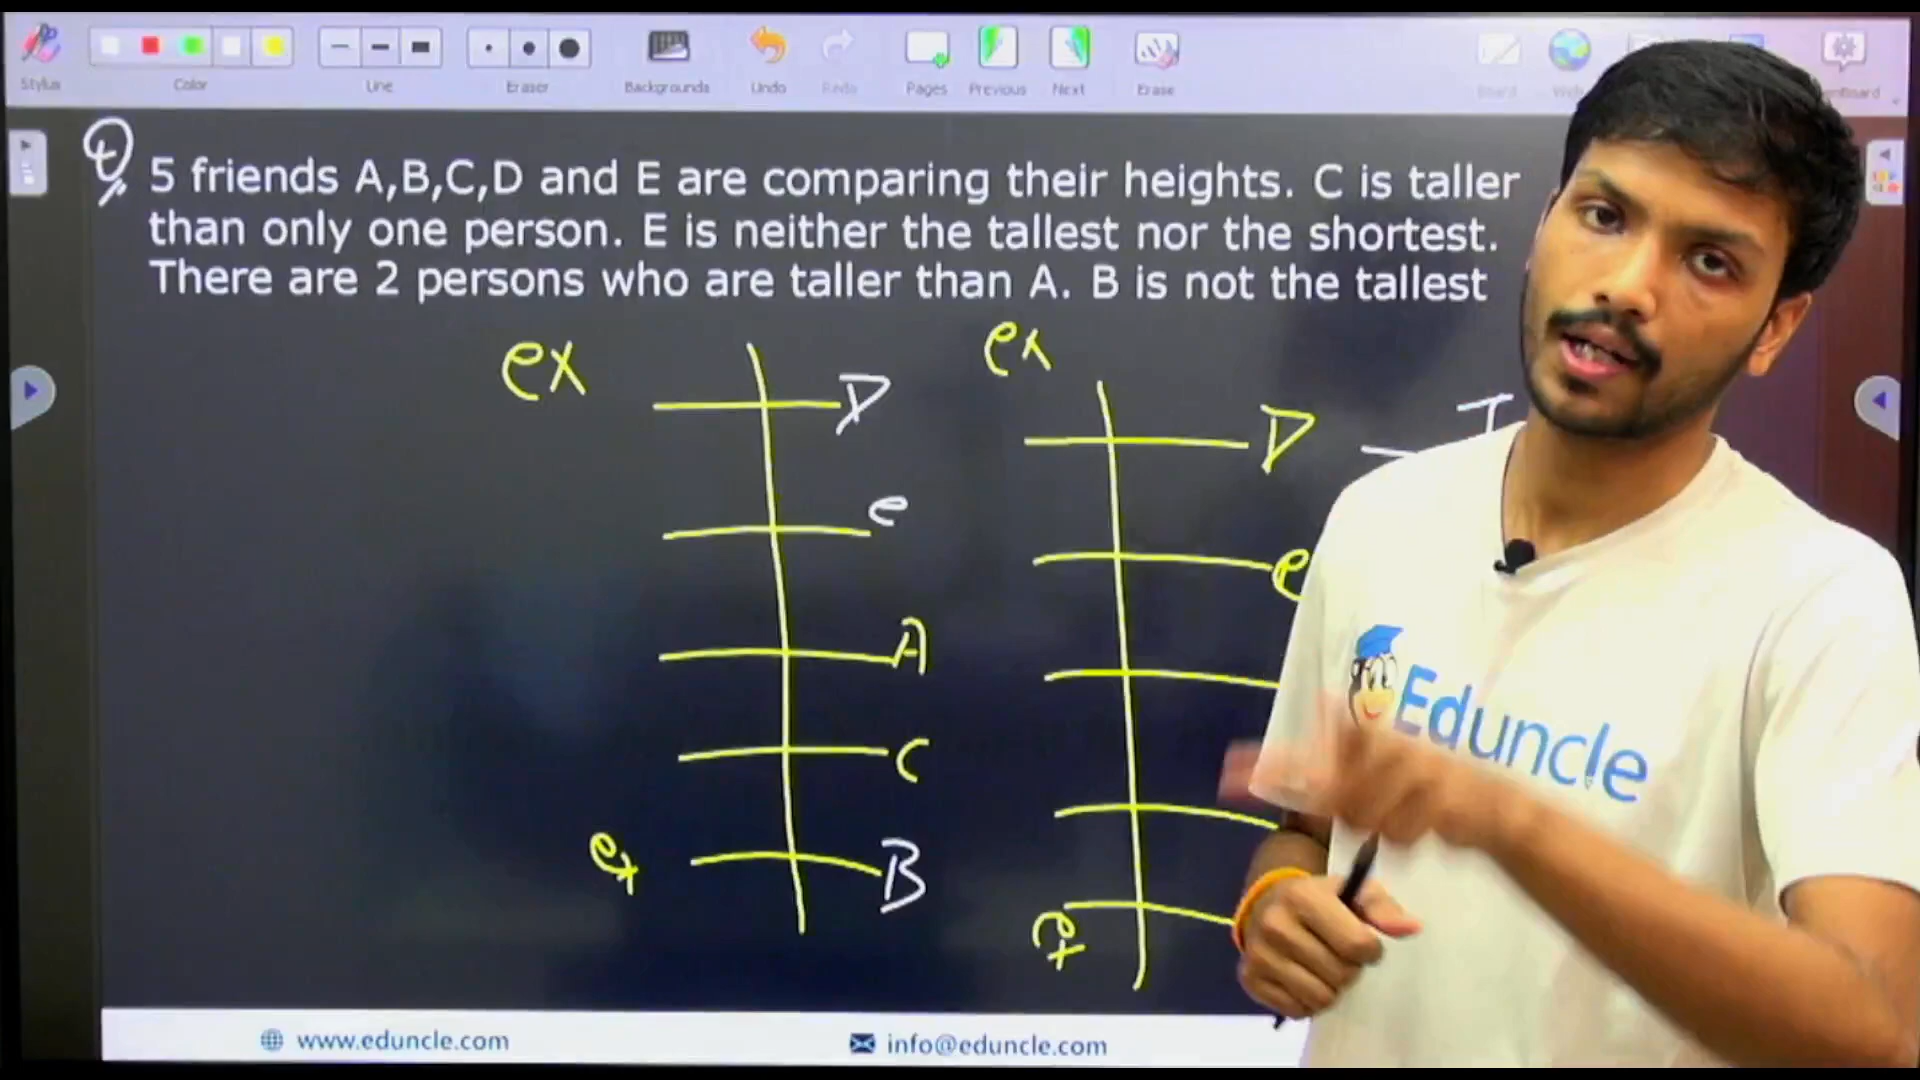 Stylus
Color
Line
Eraser
Backgrounds
Undo
Redo
Pages
Previous
Next
Erase
Board
Web
Q
5 friends A,B,C,D and E are comparing their heights. C is taller
than only one person. E is neither the tallest nor the shortest.
There are 2 persons who are taller than A. B is not the tallest
ex
D
e
A
C
ex
B
ex
D
e
T
Eduncle
www.eduncle.com
info@eduncle.com